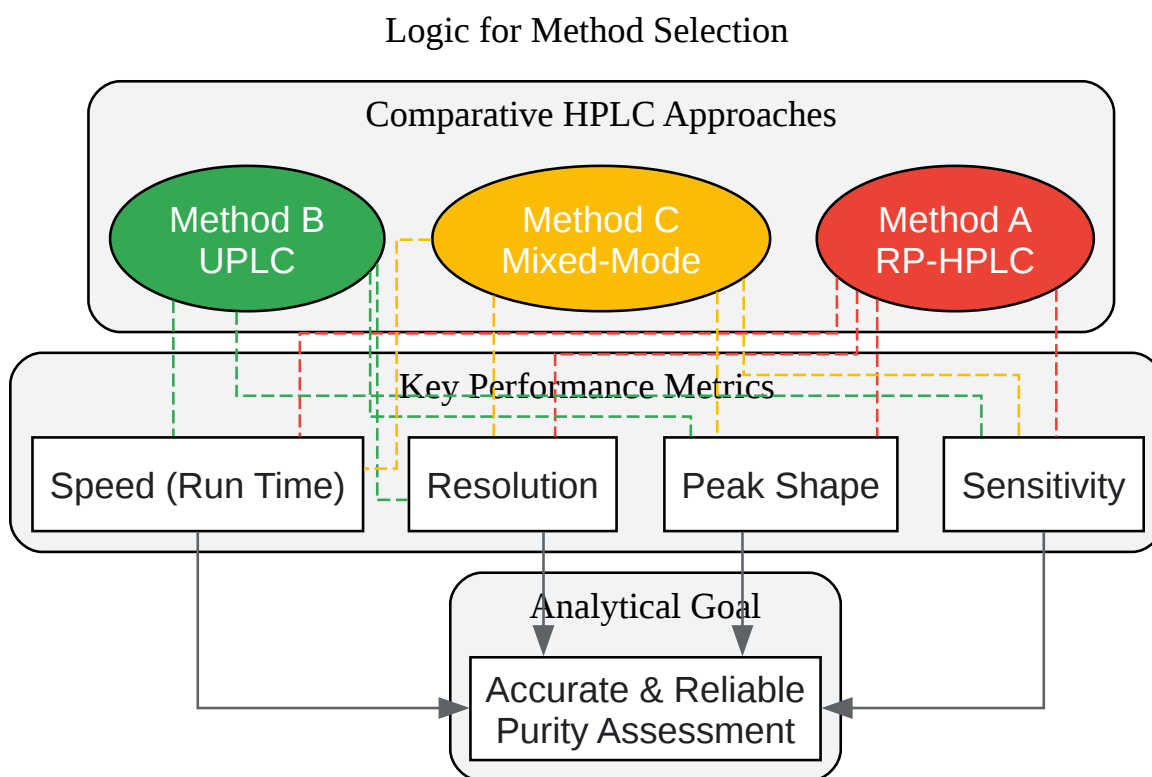 Logic for Method Selection
Comparative HPLC Approaches
Method B
UPLC
Method C
Mixed-Mode
Method A
RP-HPLC
Key Performance Metrics
Speed (Run Time)
Resolution
Peak Shape
Sensitivity
Analytical Goal
Accurate & Reliable
Purity Assessment